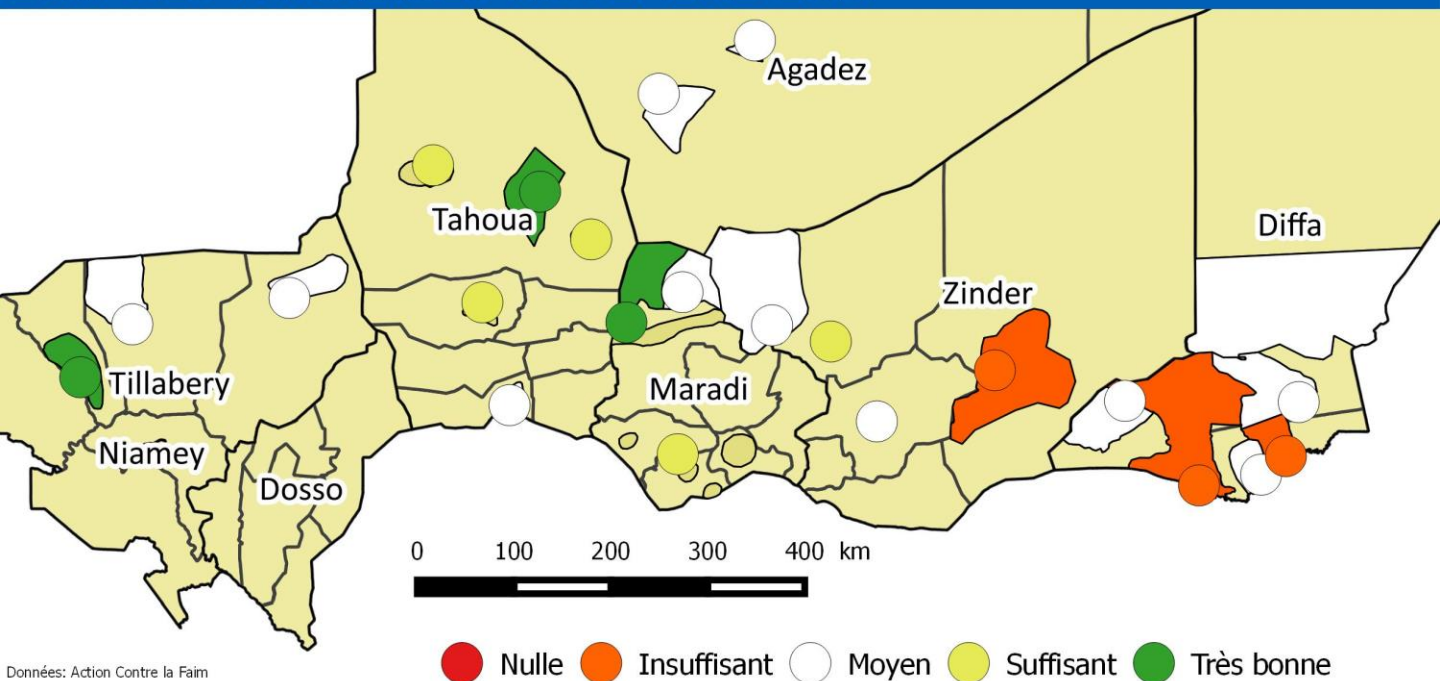 Agadez
Tahoua
Diffa
Zinder
Tillabery
Maradi
Niamey
Dosso
0 100 200 300 400 km
Nulle Insuffisant Moyen Suffisant Très bonne
Données: Action Contre la Faim